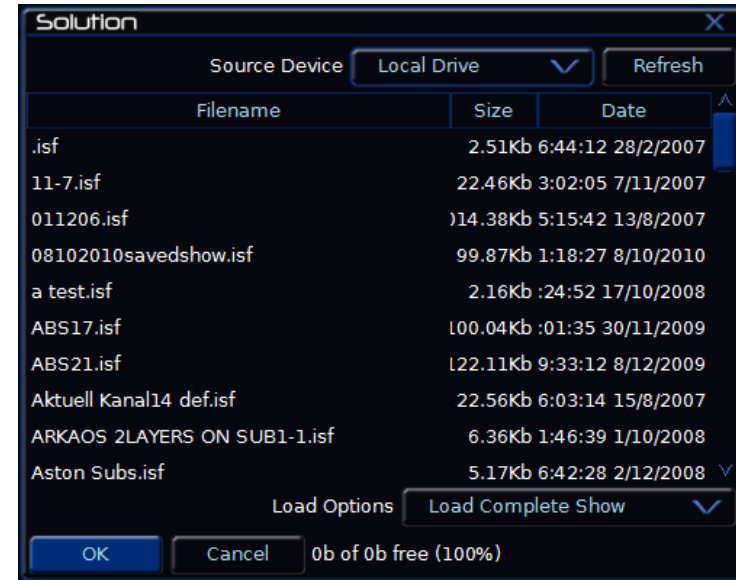 Solution
Source Device Local Drive Refresh
Filename Size Date
.isf 2.51Kb 6:44:12 28/2/2007
11-7.isf 22.46Kb 3:02:05 7/11/2007
011206.isf 14.38Kb 5:15:42 13/8/2007
08102010savedshow.isf 99.87Kb 1:18:27 8/10/2010
a test.isf 2.16Kb :24:52 17/10/2008
ABS17.isf 100.04Kb :01:35 30/11/2009
ABS21.isf 122.11Kb 9:33:12 8/12/2009
Aktuell Kanal14 def.isf 22.56Kb 6:03:14 15/8/2007
ARKAOS 2LAYERS ON SUB1-1.isf 6.36Kb 1:46:39 1/10/2008
Aston Subs.isf 5.17Kb 6:42:28 2/12/2008
Load Options Load Complete Show
OK Cancel 0b of 0b free (100%)